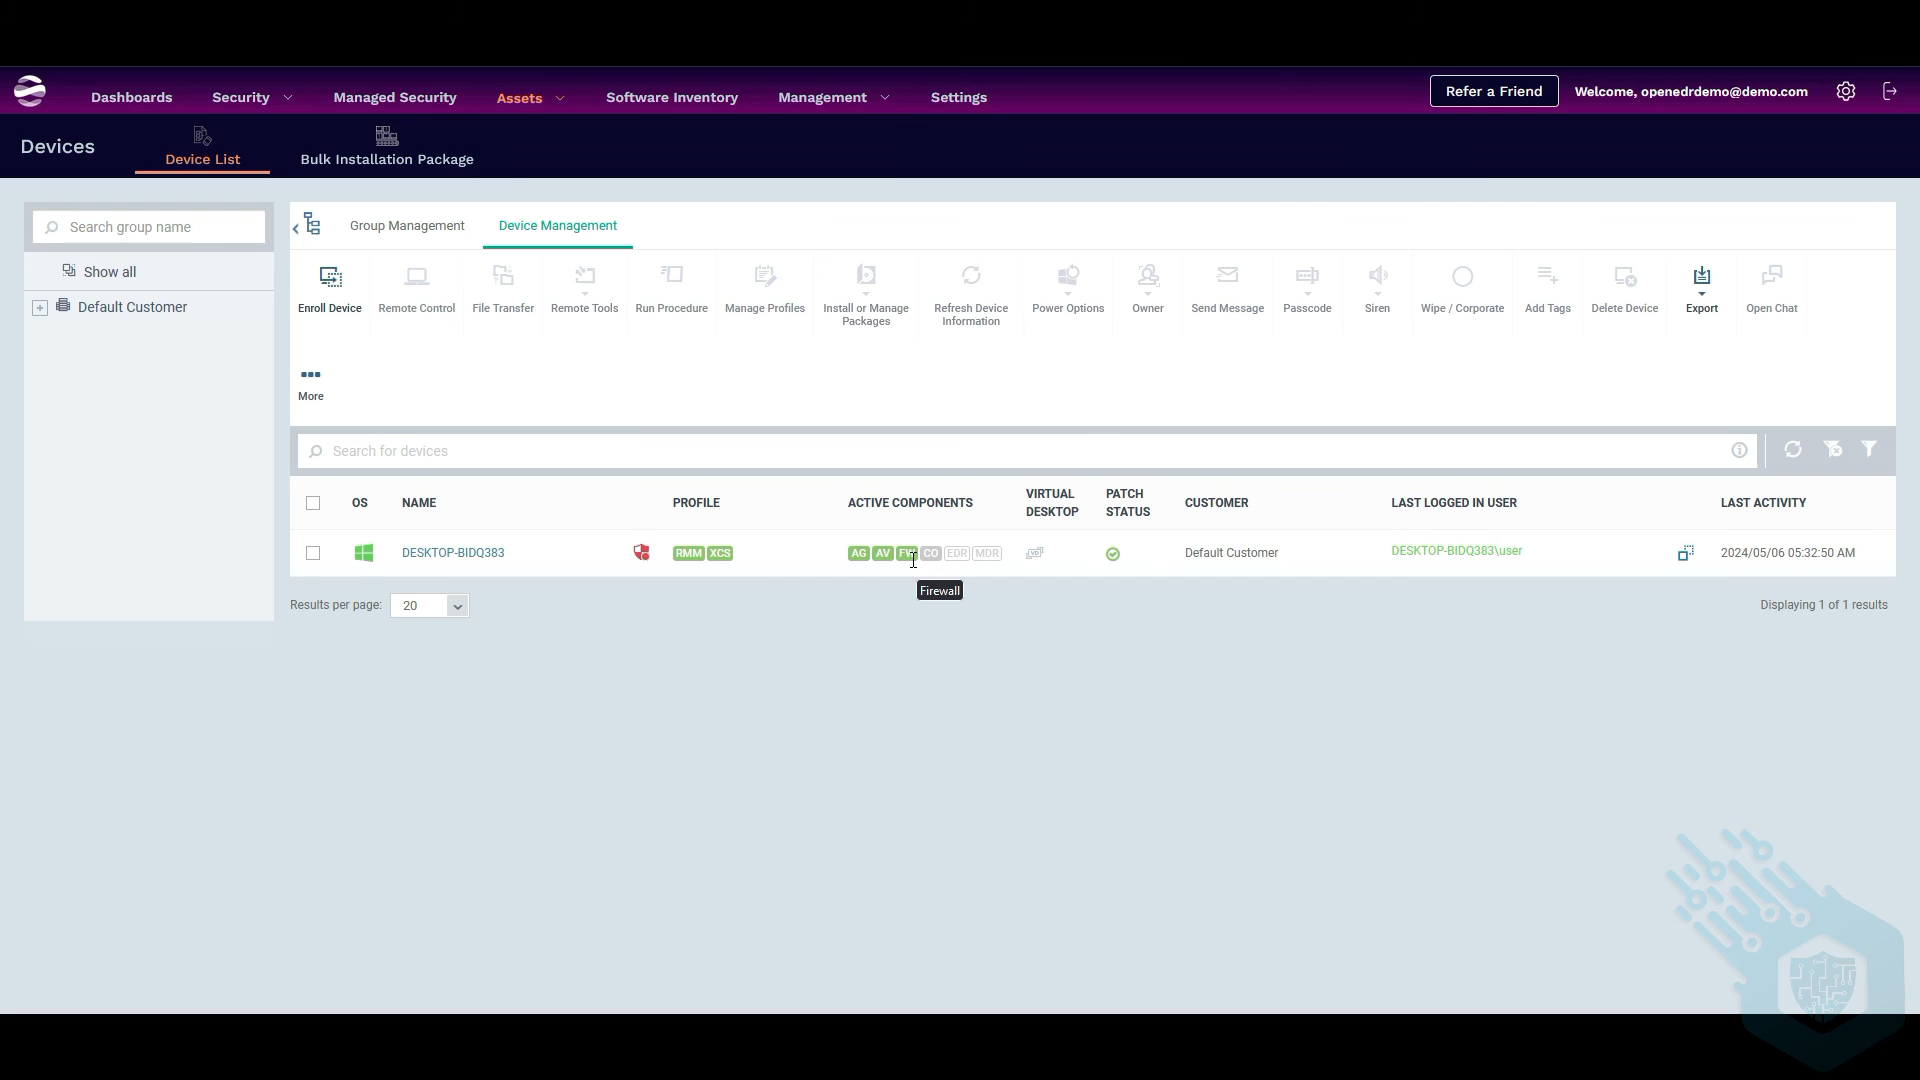 Dashboards Security Managed Security Assets Software Inventory Management Settings Refer a Friend Welcome, openedrdemo@demo.com
Devices Device List Bulk Installation Package
Search group name
Show all
Default Customer
Group Management Device Management
Enroll Device Remote Control File Transfer Remote Tools Run Procedure Manage Profiles Install or Manage Packages Refresh Device Information Power Options Owner Send Message Passcode Siren Wipe / Corporate Add Tags Delete Device Export Open Chat
More
Search for devices
OS NAME PROFILE ACTIVE COMPONENTS VIRTUAL DESKTOP PATCH STATUS CUSTOMER LAST LOGGED IN USER LAST ACTIVITY
DESKTOP-BIDQ383 RMM XCS AG AV FW CO EDR MDR VD Default Customer DESKTOP-BIDQ383\user 2024/05/06 05:32:50 AM
Firewall
Results per page: 20 Displaying 1 of 1 results